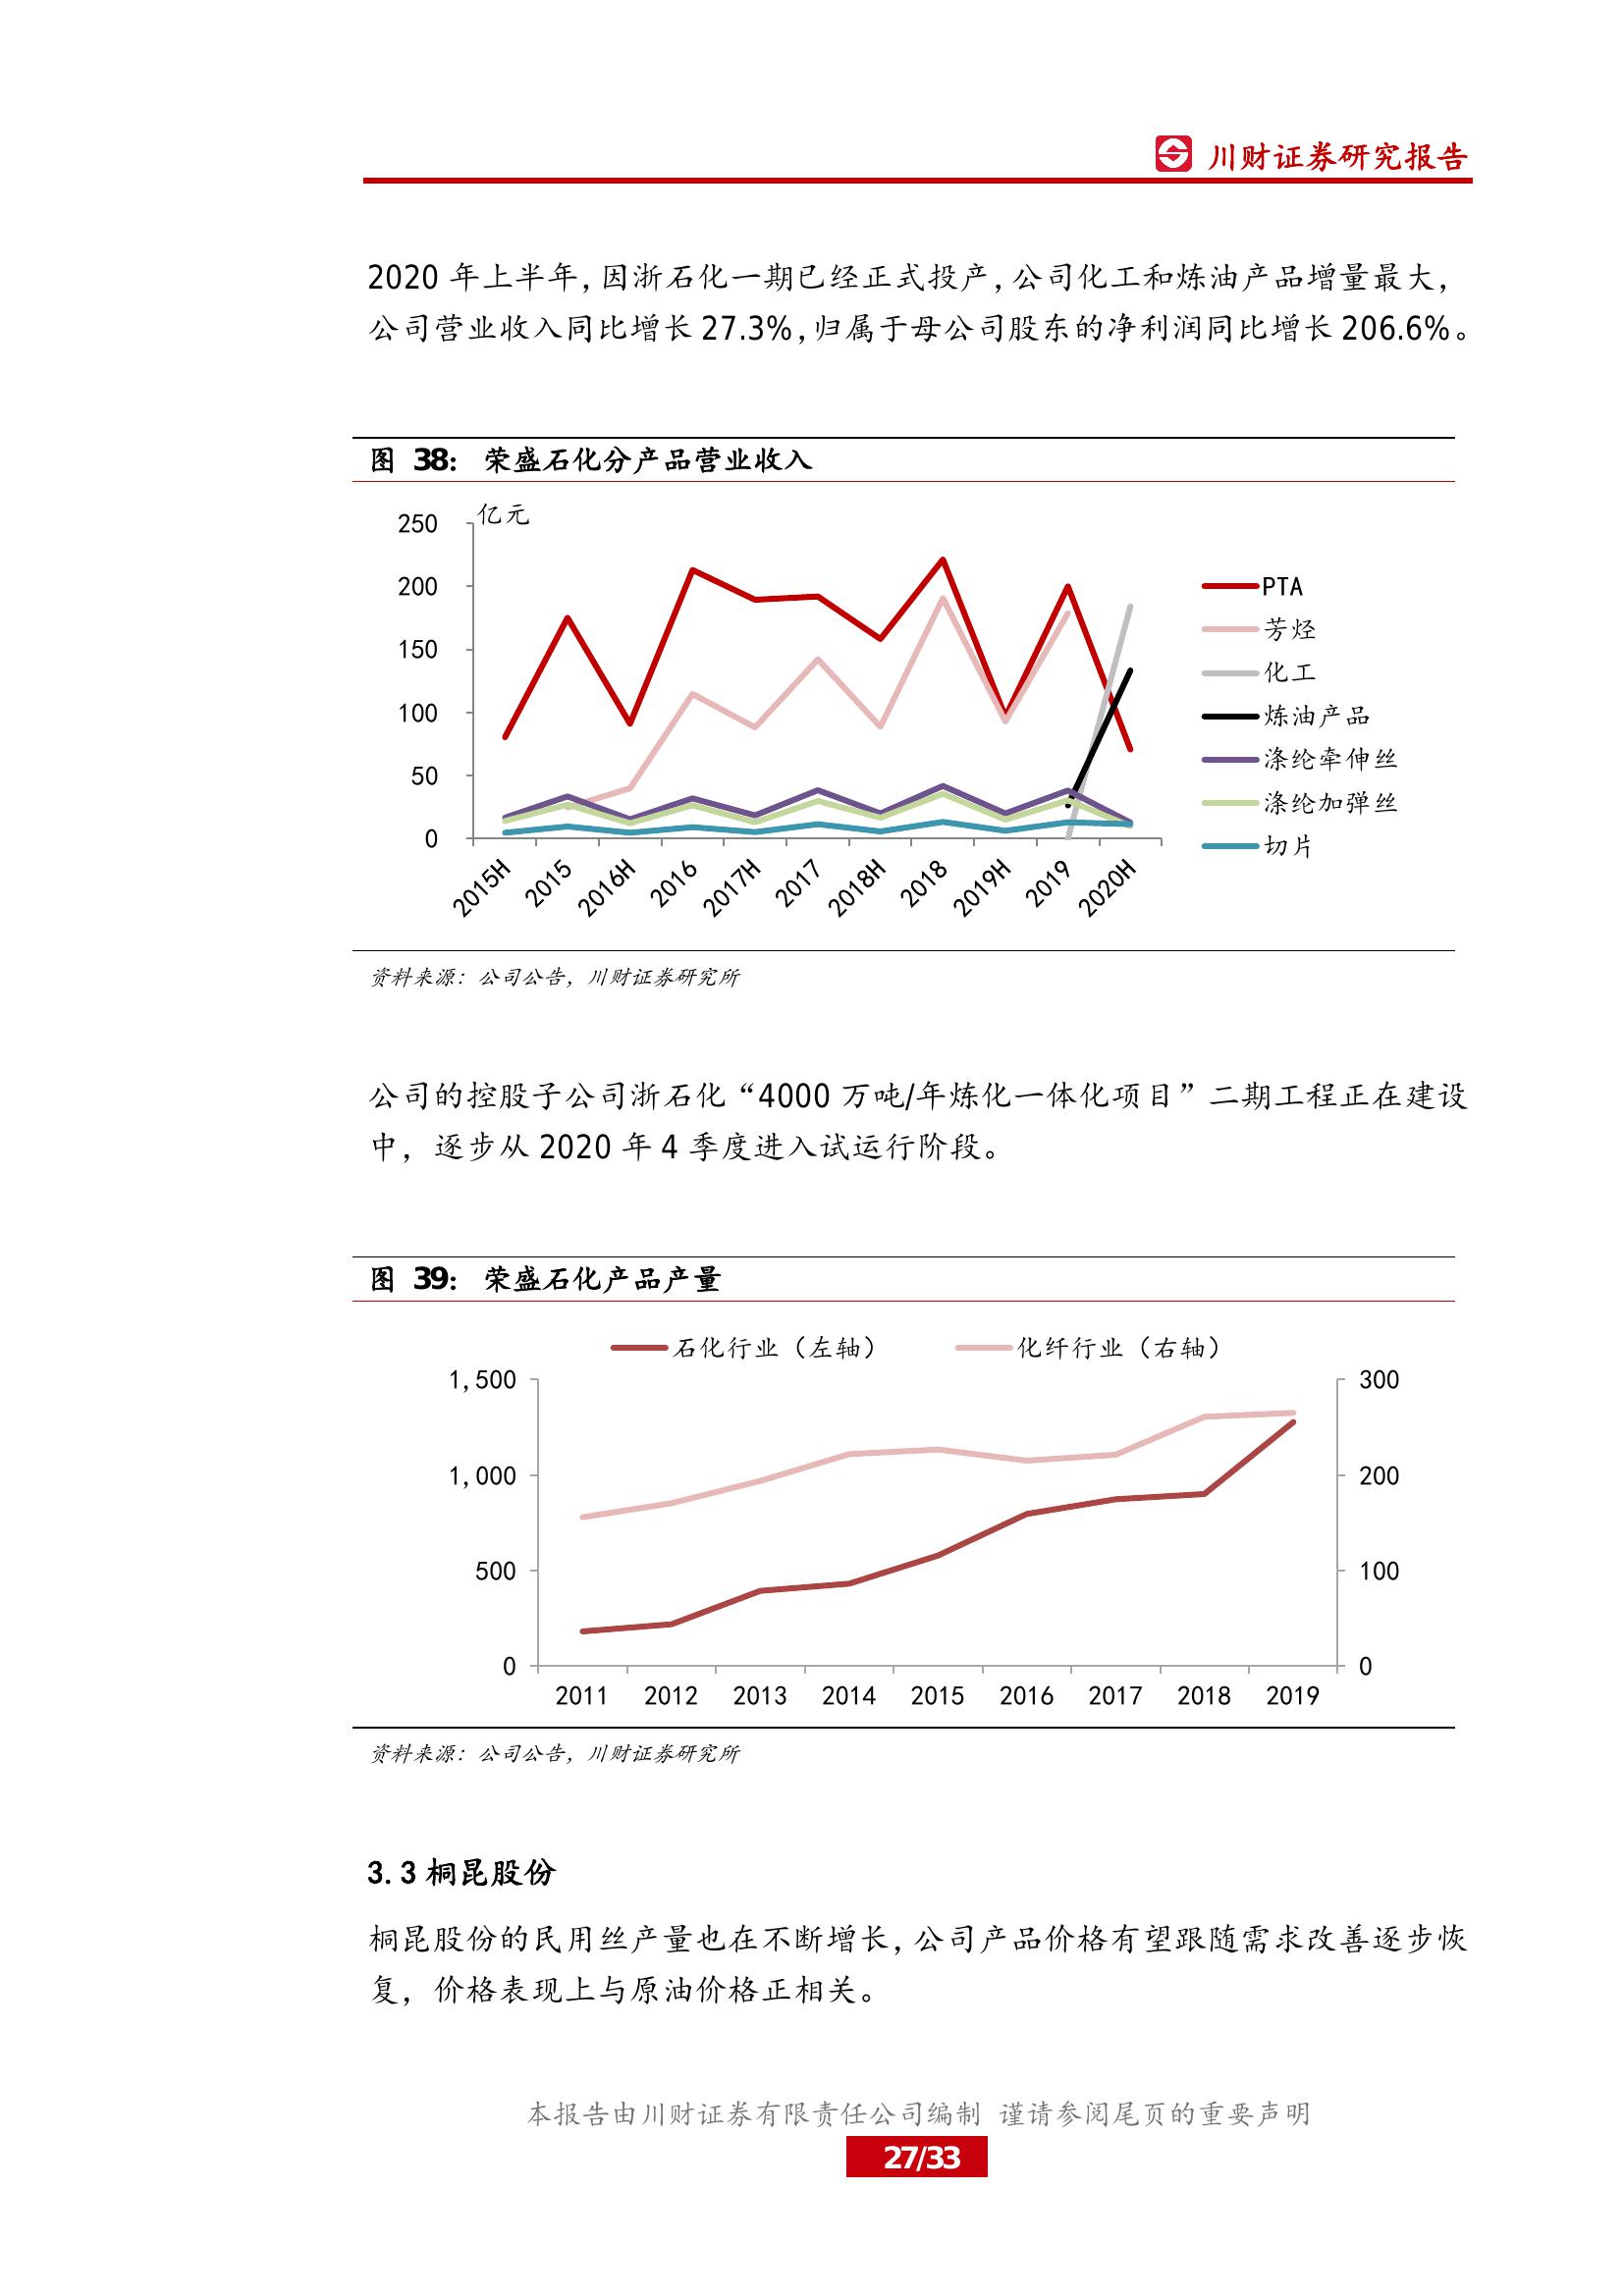 川财证券研究报告
2020 年上半年，因浙石化一期已经正式投产，公司化工和炼油产品增量最大，
公司营业收入同比增长 27.3%，归属于母公司股东的净利润同比增长 206.6%。
图 38： 荣盛石化分产品营业收入
亿元
250
200
150
100
50
0
2015H 2015 2016H 2016 2017H 2017 2018H 2018 2019H 2019 2020H
PTA
芳烃
化工
炼油产品
涤纶牵伸丝
涤纶加弹丝
切片
资料来源：公司公告，川财证券研究所
公司的控股子公司浙石化“4000 万吨/年炼化一体化项目”二期工程正在建设
中，逐步从 2020 年 4 季度进入试运行阶段。
图 39： 荣盛石化产品产量
石化行业（左轴） 化纤行业（右轴）
1,500 300
1,000 200
500 100
0 0
2011 2012 2013 2014 2015 2016 2017 2018 2019
资料来源：公司公告，川财证券研究所
3.3 桐昆股份
桐昆股份的民用丝产量也在不断增长，公司产品价格有望跟随需求改善逐步恢
复，价格表现上与原油价格正相关。
本报告由川财证券有限责任公司编制 谨请参阅尾页的重要声明
27/33